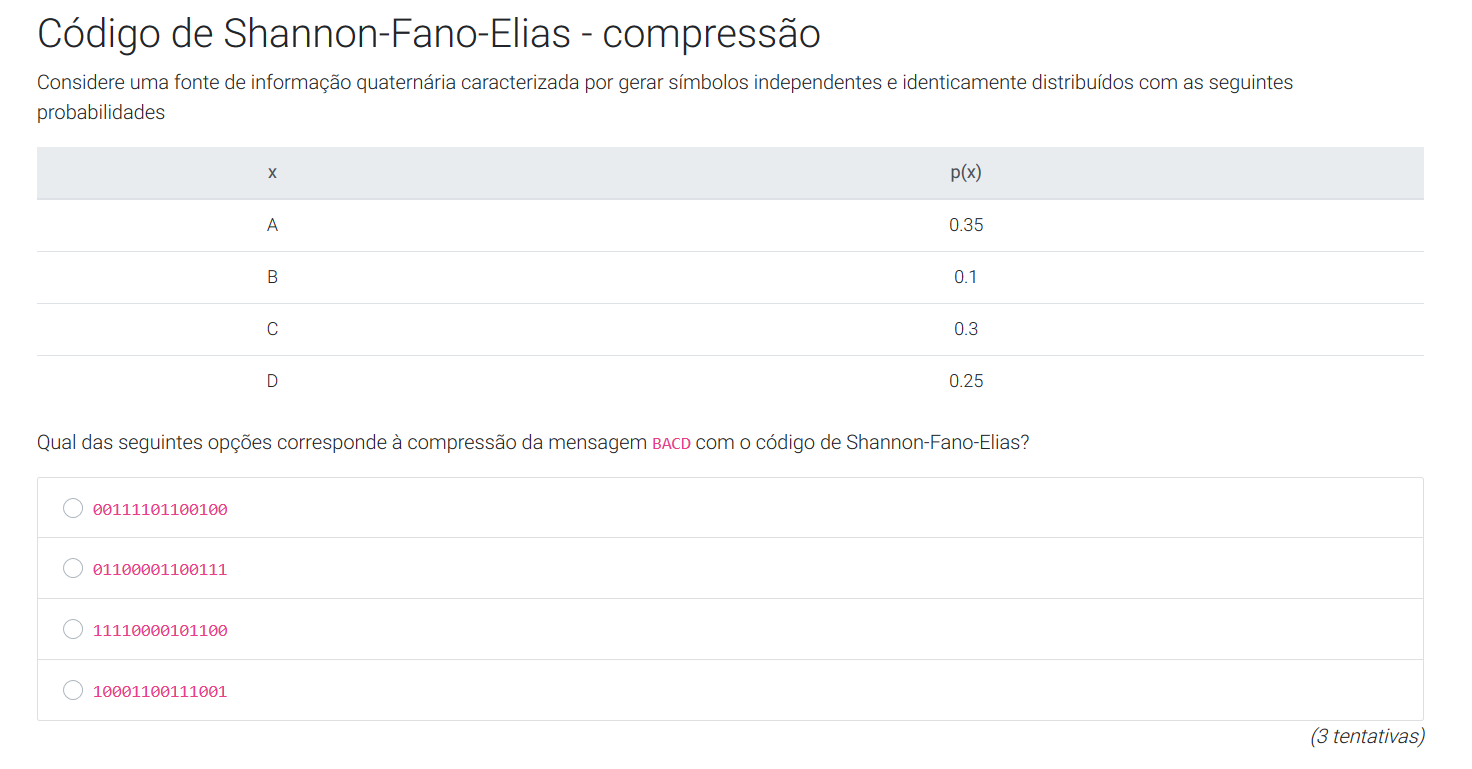 Código de Shannon-Fano-Elias - compressão
Considere uma fonte de informação quaternária caracterizada por gerar símbolos independentes e identicamente distribuídos com as seguintes
probabilidades
x p(x)
A 0.35
B 0.1
C 0.3
D 0.25
Qual das seguintes opções corresponde à compressão da mensagem BACD com o código de Shannon-Fano-Elias?
00111101100100
01100001100111
11110000101100
10001100111001
(3 tentativas)